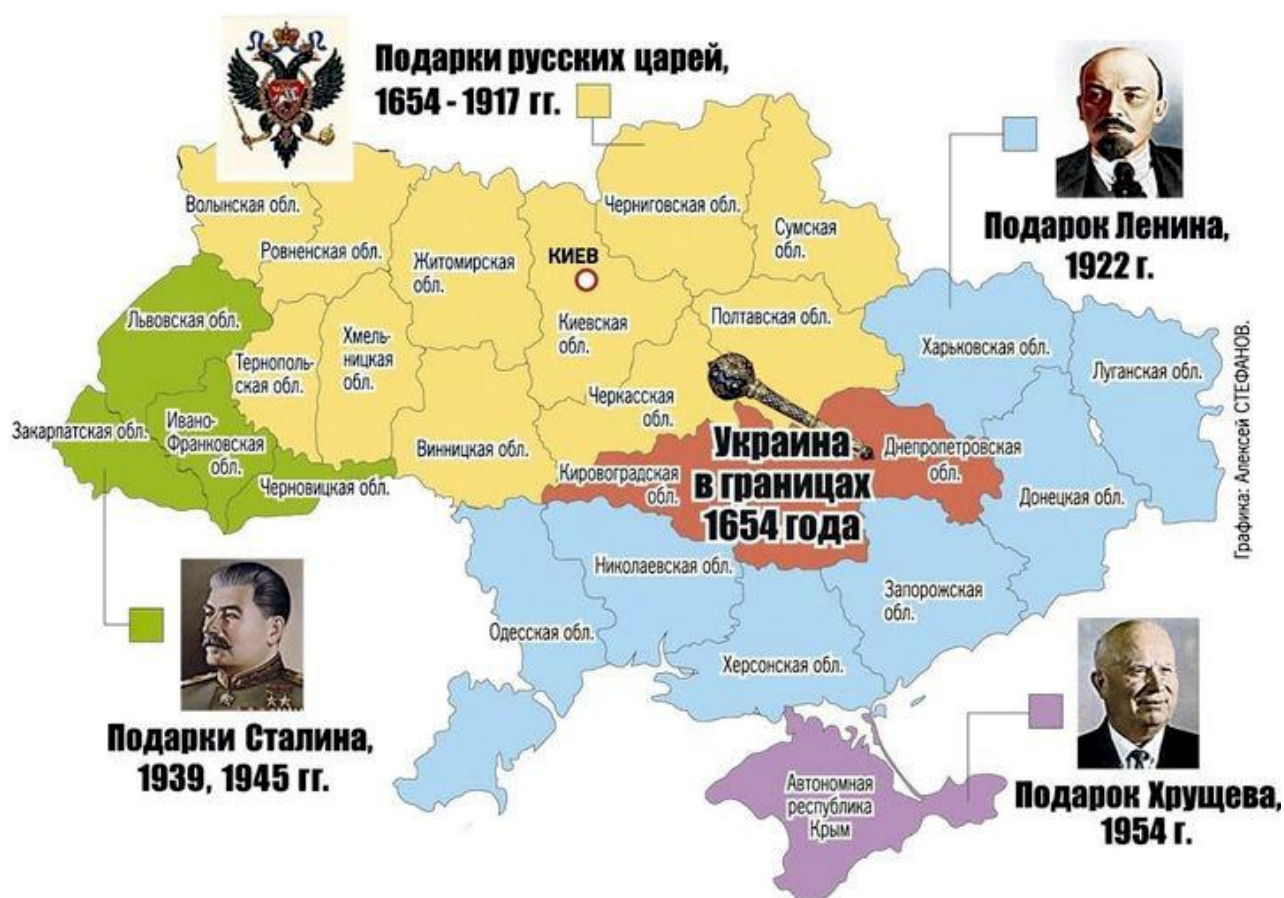 Подарки русских царей,
1654 - 1917 гг.
Подарок Ленина,
1922 г.
Волынская обл.
Ровненская обл.
Житомирская
обл.
КИЕВ
Киевская
обл.
Черниговская обл.
Сумская
обл.
Львовская обл.
Тернополь-
ская обл.
Хмель-
ницкая
обл.
Полтавская обл.
Харьковская обл.
Луганская обл.
Закарпатская обл.
Ивано-
Франковская
обл.
Черновицкая обл.
Винницкая обл.
Черкасская
обл.
Кировоградская
обл.
Украина
в границах
1654 года
Днепропетровская
обл.
Донецкая обл.
Одесская обл.
Николаевская обл.
Херсонская обл.
Запорожская
обл.
Автономная
республика
Крым
Подарки Сталина,
1939, 1945 гг.
Подарок Хрущева,
1954 г.
Графика: Алексей СТЕФАНОВ.